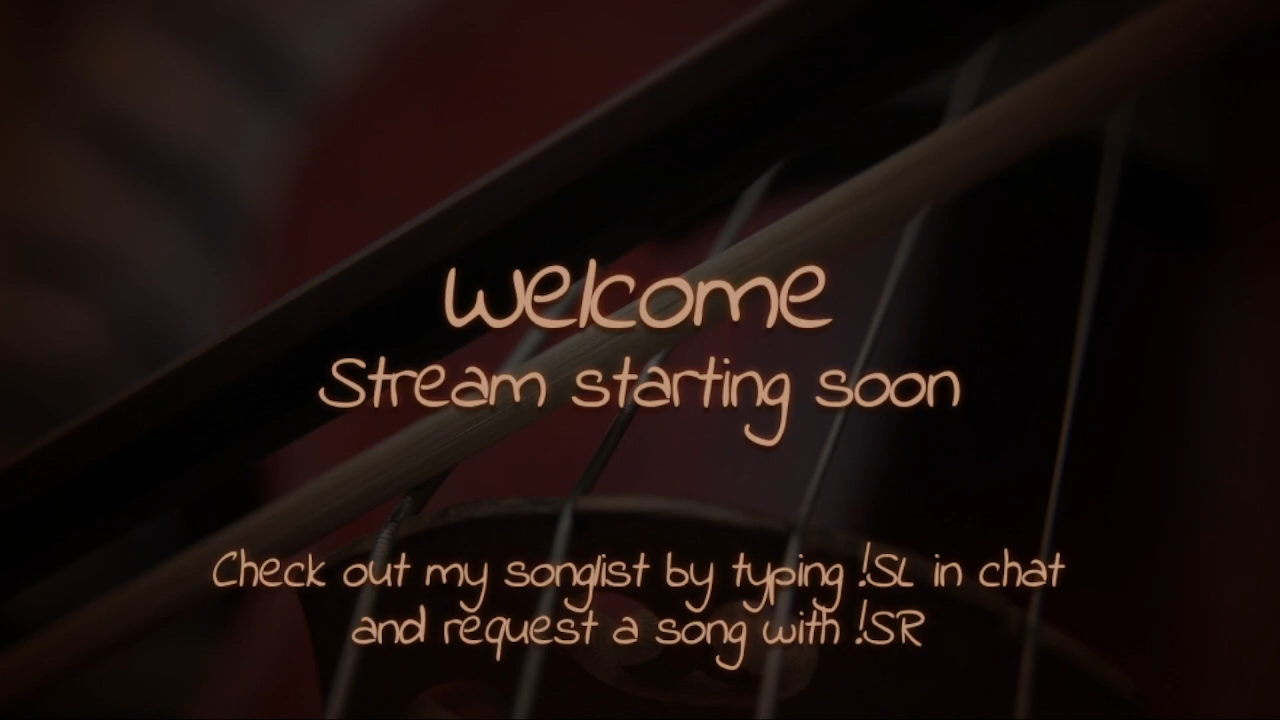 Welcome
Stream starting soon
Check out my songlist by typing !SL in chat
and request a song with !SR